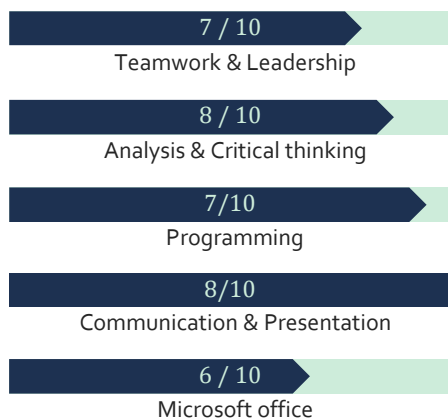 7 / 10
Teamwork & Leadership
8 / 10
Analysis & Critical thinking
7/10
Programming
8/10
Communication & Presentation
6 / 10
Microsoft office